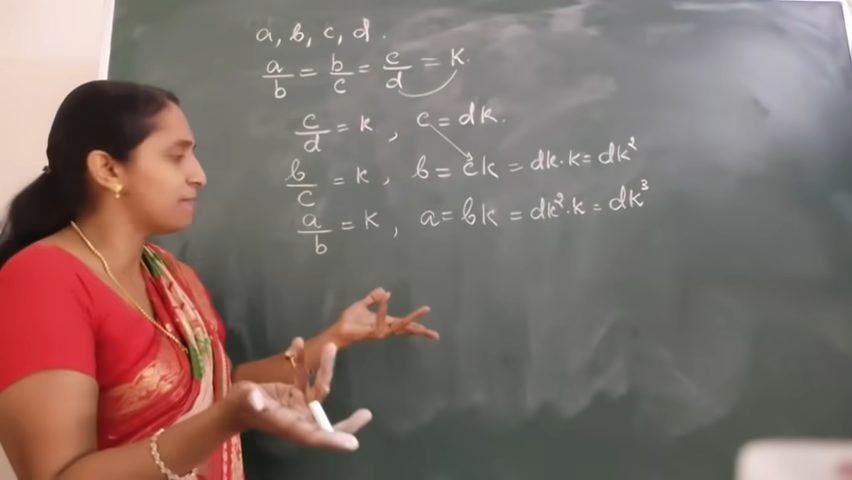 a, b, c, d.
a/b = b/c = c/d = K.
c/d = k, c = dk.
b/c = k, b = ck = dk.k = dk²
a/b = K, a = bk = dk².k = dk³